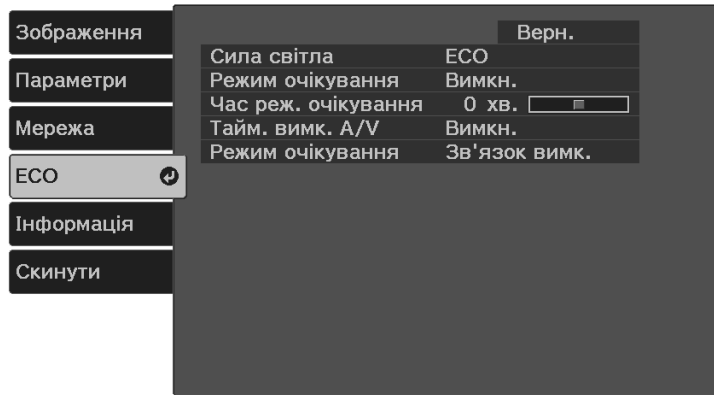 Зображення
Параметри
Мережа
ECO
Інформація
Скинути
Верн.
Сила світла ECO
Режим очікування Вимкн.
Час реж. очікування 0 хв.
Тайм. вимк. A/V Вимкн.
Режим очікування Зв'язок вимк.